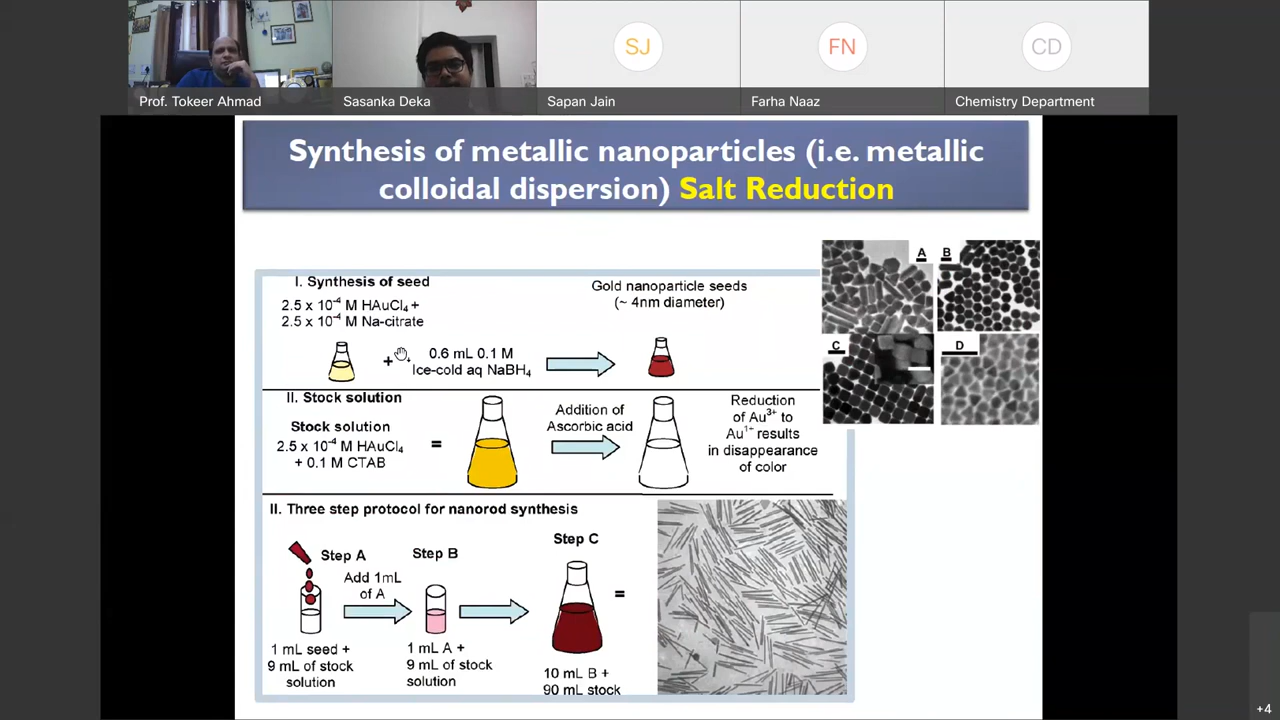 Prof. Tokeer Ahmad
Sasanka Deka
SJ
Sapan Jain
FN
Farha Naaz
CD
Chemistry Department
Synthesis of metallic nanoparticles (i.e. metallic
colloidal dispersion) Salt Reduction
I. Synthesis of seed
2.5 x 10⁻⁴ M HAuCl₄ +
2.5 x 10⁻⁴ M Na-citrate
+
0.6 mL 0.1 M
Ice-cold aq NaBH₄
Gold nanoparticle seeds
(~ 4nm diameter)
A
B
C
D
II. Stock solution
Stock solution
2.5 x 10⁻⁴ M HAuCl₄
+ 0.1 M CTAB
=
Addition of
Ascorbic acid
Reduction
of Au³⁺ to
Au¹⁺ results
in disappearance
of color
II. Three step protocol for nanorod synthesis
Step A
Add 1mL
of A
1 mL seed +
9 mL of stock
solution
Step B
1 mL A +
9 mL of stock
solution
Step C
=
10 mL B +
90 mL stock
+4